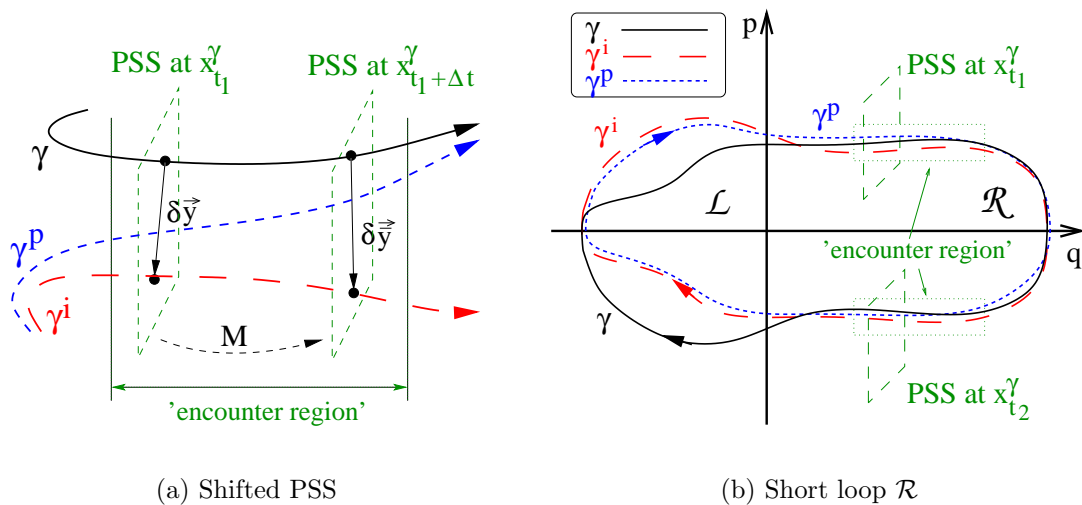 PSS at x^γ_{t_1}
PSS at x^γ_{t_1+Δt}
γ
δy⃗
δy⃗
γ^p
γ^i
M
'encounter region'
(a) Shifted PSS
γ
γ^i
γ^p
p
PSS at x^γ_{t_1}
γ^i
γ^p
L
R
q
'encounter region'
γ
PSS at x^γ_{t_2}
(b) Short loop R